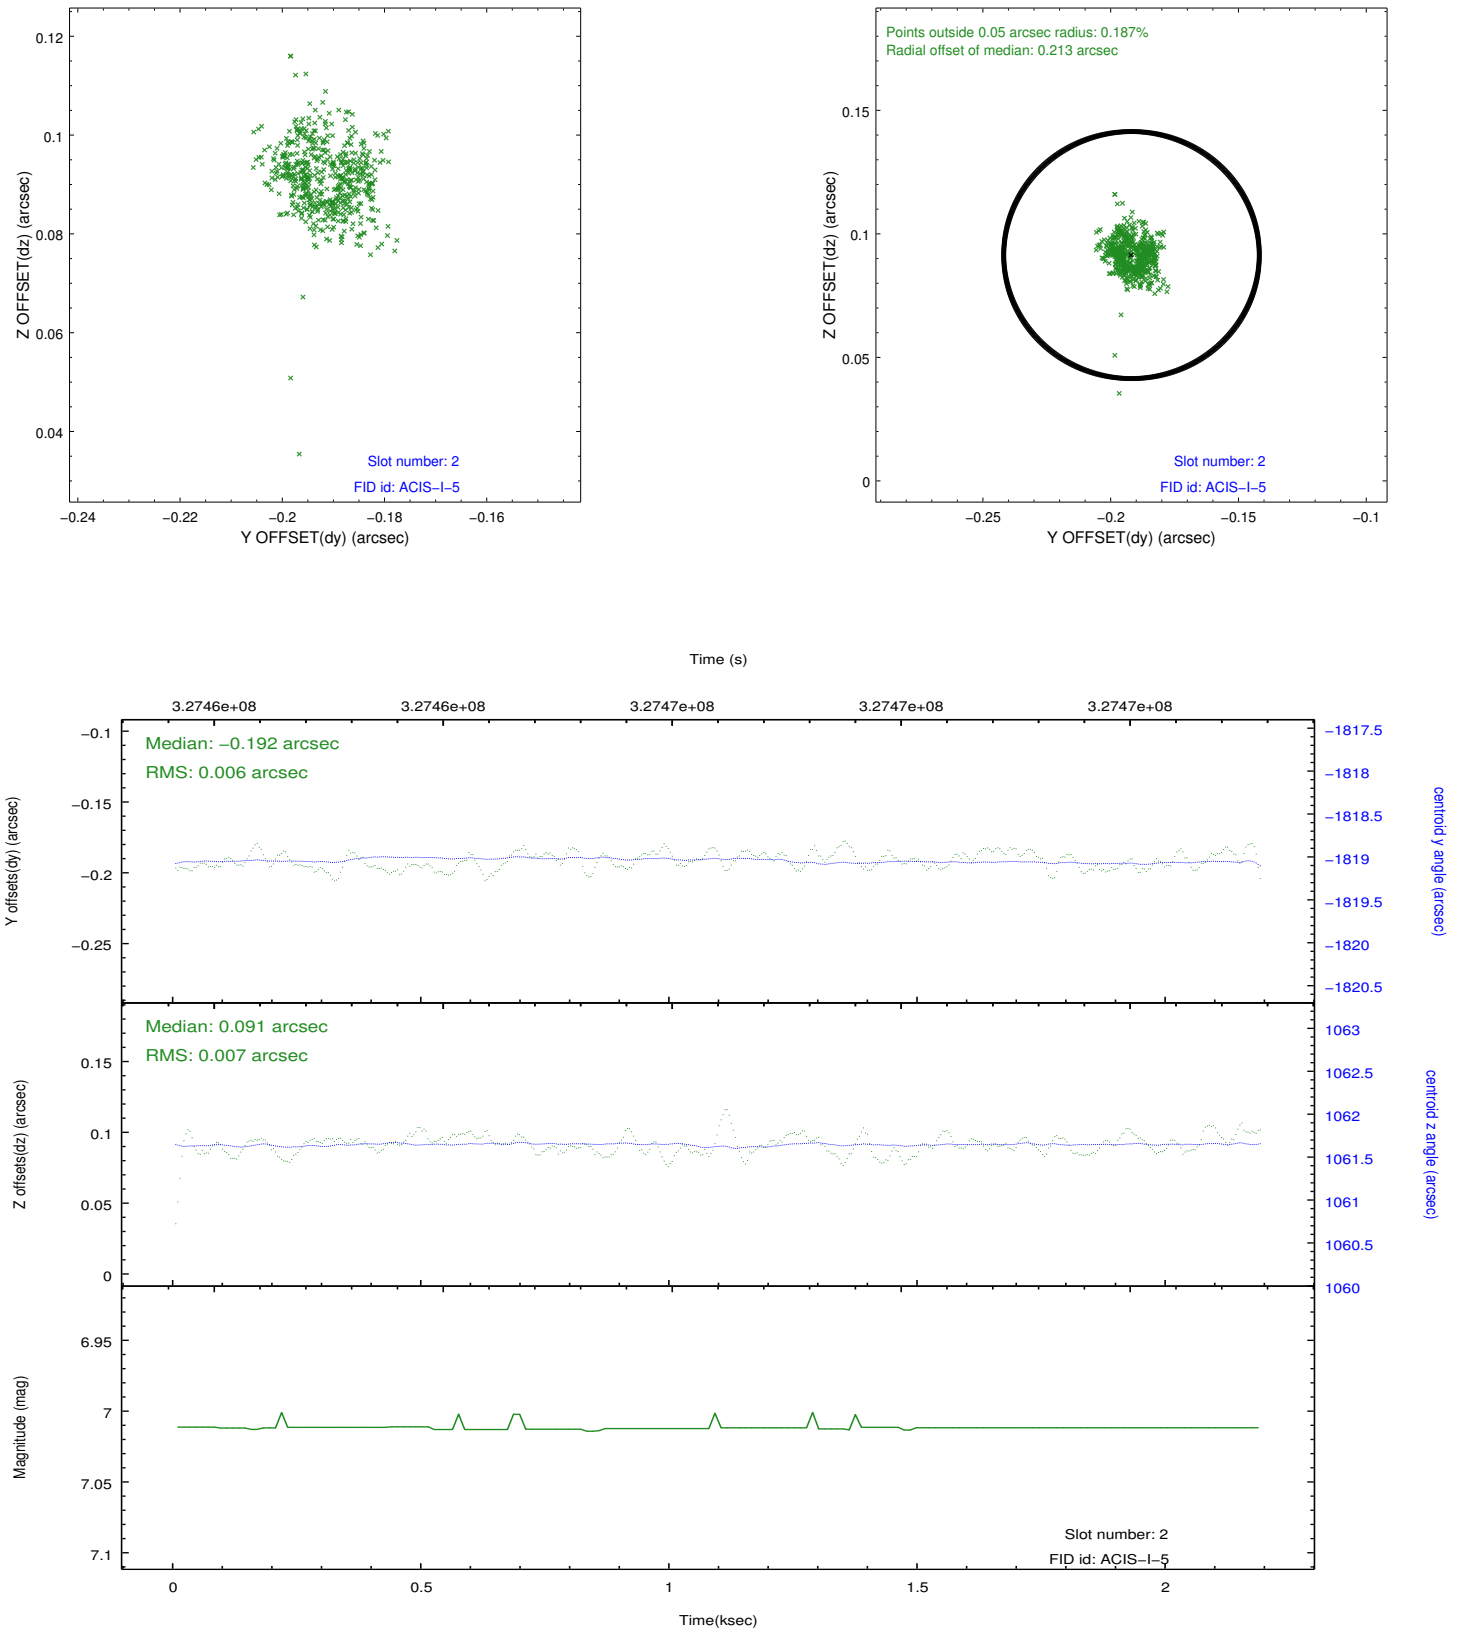 0.12
0.1
0.08
0.06
0.04
Z OFFSET(dz) (arcsec)
Slot number: 2
FID id: ACIS−I−5
−0.24 −0.22 −0.2 −0.18 −0.16
Y OFFSET(dy) (arcsec)
Points outside 0.05 arcsec radius: 0.187%
Radial offset of median: 0.213 arcsec
0.15
0.1
0.05
0
Z OFFSET(dz) (arcsec)
Slot number: 2
FID id: ACIS−I−5
−0.25 −0.2 −0.15 −0.1
Y OFFSET(dy) (arcsec)
Time (s)
3.2746e+08 3.2746e+08 3.2747e+08 3.2747e+08 3.2747e+08
Median: −0.192 arcsec
RMS: 0.006 arcsec
−0.1
−0.15
−0.2
−0.25
Y offsets(dy) (arcsec)
−1817.5
−1818
−1818.5
−1819
−1819.5
−1820
−1820.5
centroid y angle (arcsec)
Median: 0.091 arcsec
RMS: 0.007 arcsec
0.15
0.1
0.05
0
Z offsets(dz) (arcsec)
1063
1062.5
1062
1061.5
1061
1060.5
1060
centroid z angle (arcsec)
6.95
7
7.05
7.1
Magnitude (mag)
Slot number: 2
FID id: ACIS−I−5
0 0.5 1 1.5 2
Time(ksec)